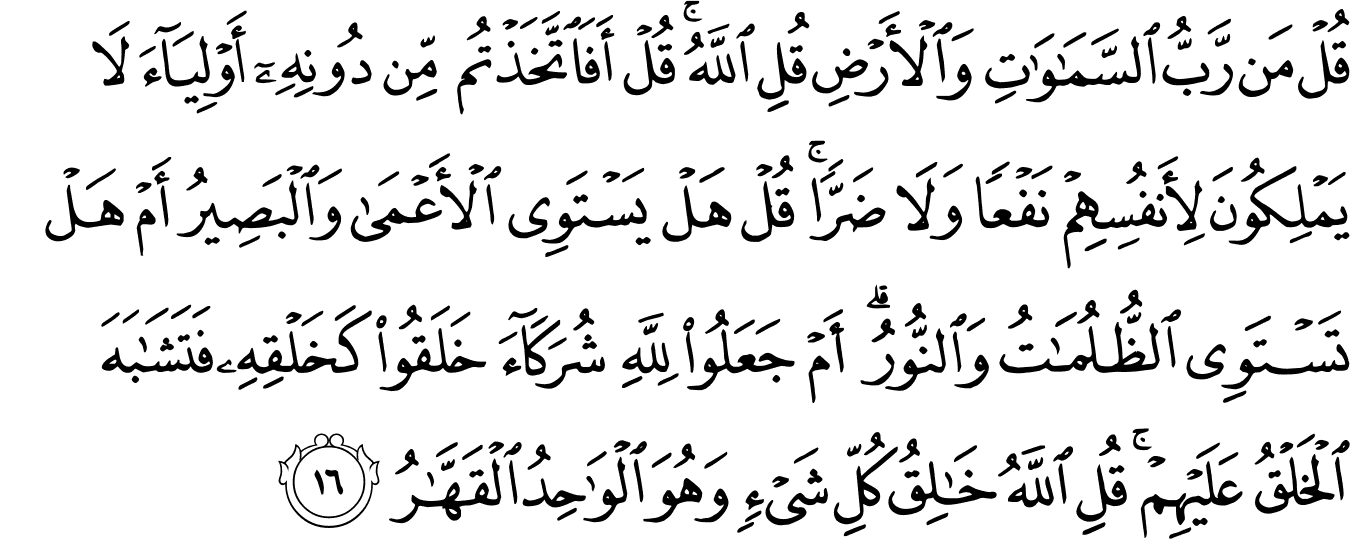 قُلْ مَن رَّبُّ ٱلسَّمَٰوَٰتِ وَٱلْأَرْضِ قُلِ ٱللَّهُ ۚ قُلْ أَفَٱتَّخَذْتُم مِّن دُونِهِۦٓ أَوْلِيَآءَ لَا
يَمْلِكُونَ لِأَنفُسِهِمْ نَفْعًا وَلَا ضَرًّا ۚ قُلْ هَلْ يَسْتَوِى ٱلْأَعْمَىٰ وَٱلْبَصِيرُ أَمْ هَلْ
تَسْتَوِى ٱلظُّلُمَٰتُ وَٱلنُّورُ ۗ أَمْ جَعَلُوا۟ لِلَّهِ شُرَكَآءَ خَلَقُوا۟ كَخَلْقِهِۦ فَتَشَٰبَهَ
ٱلْخَلْقُ عَلَيْهِمْ ۚ قُلِ ٱللَّهُ خَٰلِقُ كُلِّ شَىْءٍ وَهُوَ ٱلْوَٰحِدُ ٱلْقَهَّٰرُ ١٦